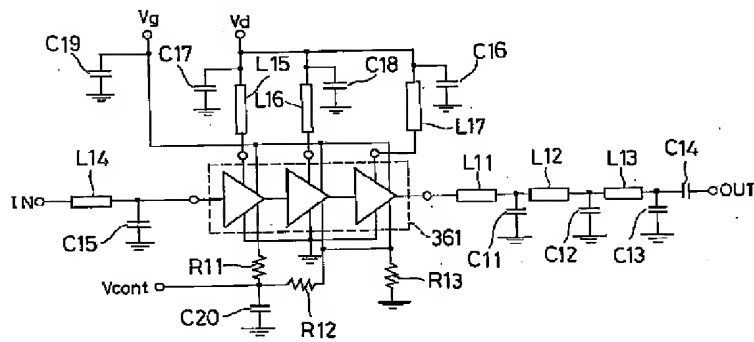 Vg
Vd
C19
C17
L15
C18
C16
L16
L17
L14
L11
L12
L13
C14
IN
OUT
C15
361
C11
C12
C13
R11
R13
Vcont
R12
C20